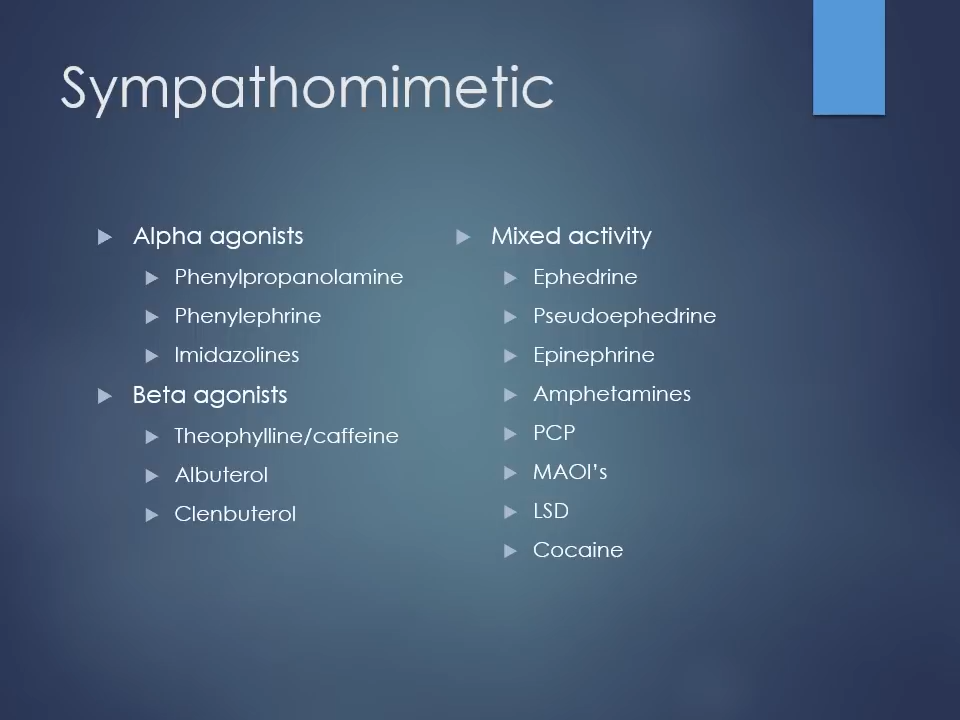 Sympathomimetic
Alpha agonists
Phenylpropanolamine
Phenylephrine
Imidazolines
Beta agonists
Theophylline/caffeine
Albuterol
Clenbuterol
Mixed activity
Ephedrine
Pseudoephedrine
Epinephrine
Amphetamines
PCP
MAOI's
LSD
Cocaine